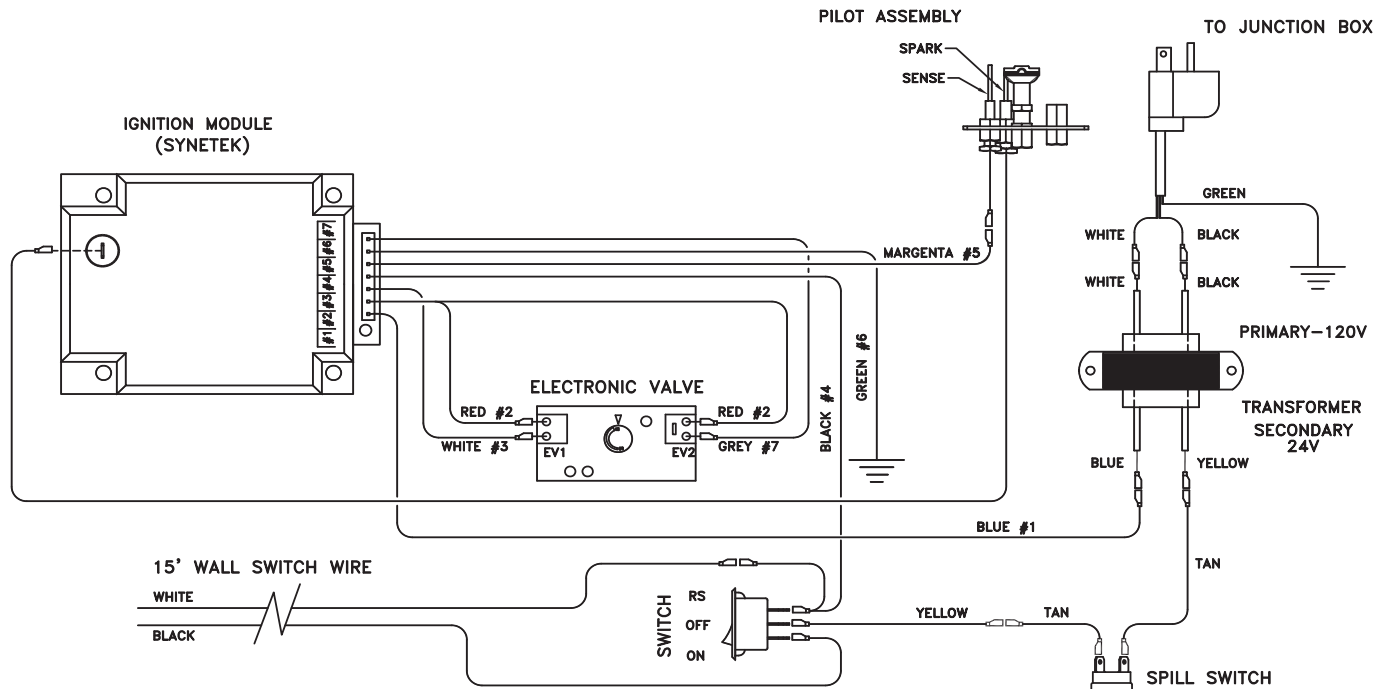 PILOT ASSEMBLY
TO JUNCTION BOX
SPARK
SENSE
IGNITION MODULE
(SYNETEK)
GREEN
WHITE
BLACK
WHITE
BLACK
#1 #2 #3 #4 #5 #6 #7
MARGENTA #5
PRIMARY-120V
GREEN #6
BLACK #4
ELECTRONIC VALVE
TRANSFORMER
SECONDARY
24V
RED #2
RED #2
WHITE #3
EV1
EV2
GREY #7
BLUE
YELLOW
BLUE #1
15' WALL SWITCH WIRE
TAN
WHITE
BLACK
SWITCH
RS
OFF
ON
YELLOW
TAN
SPILL SWITCH